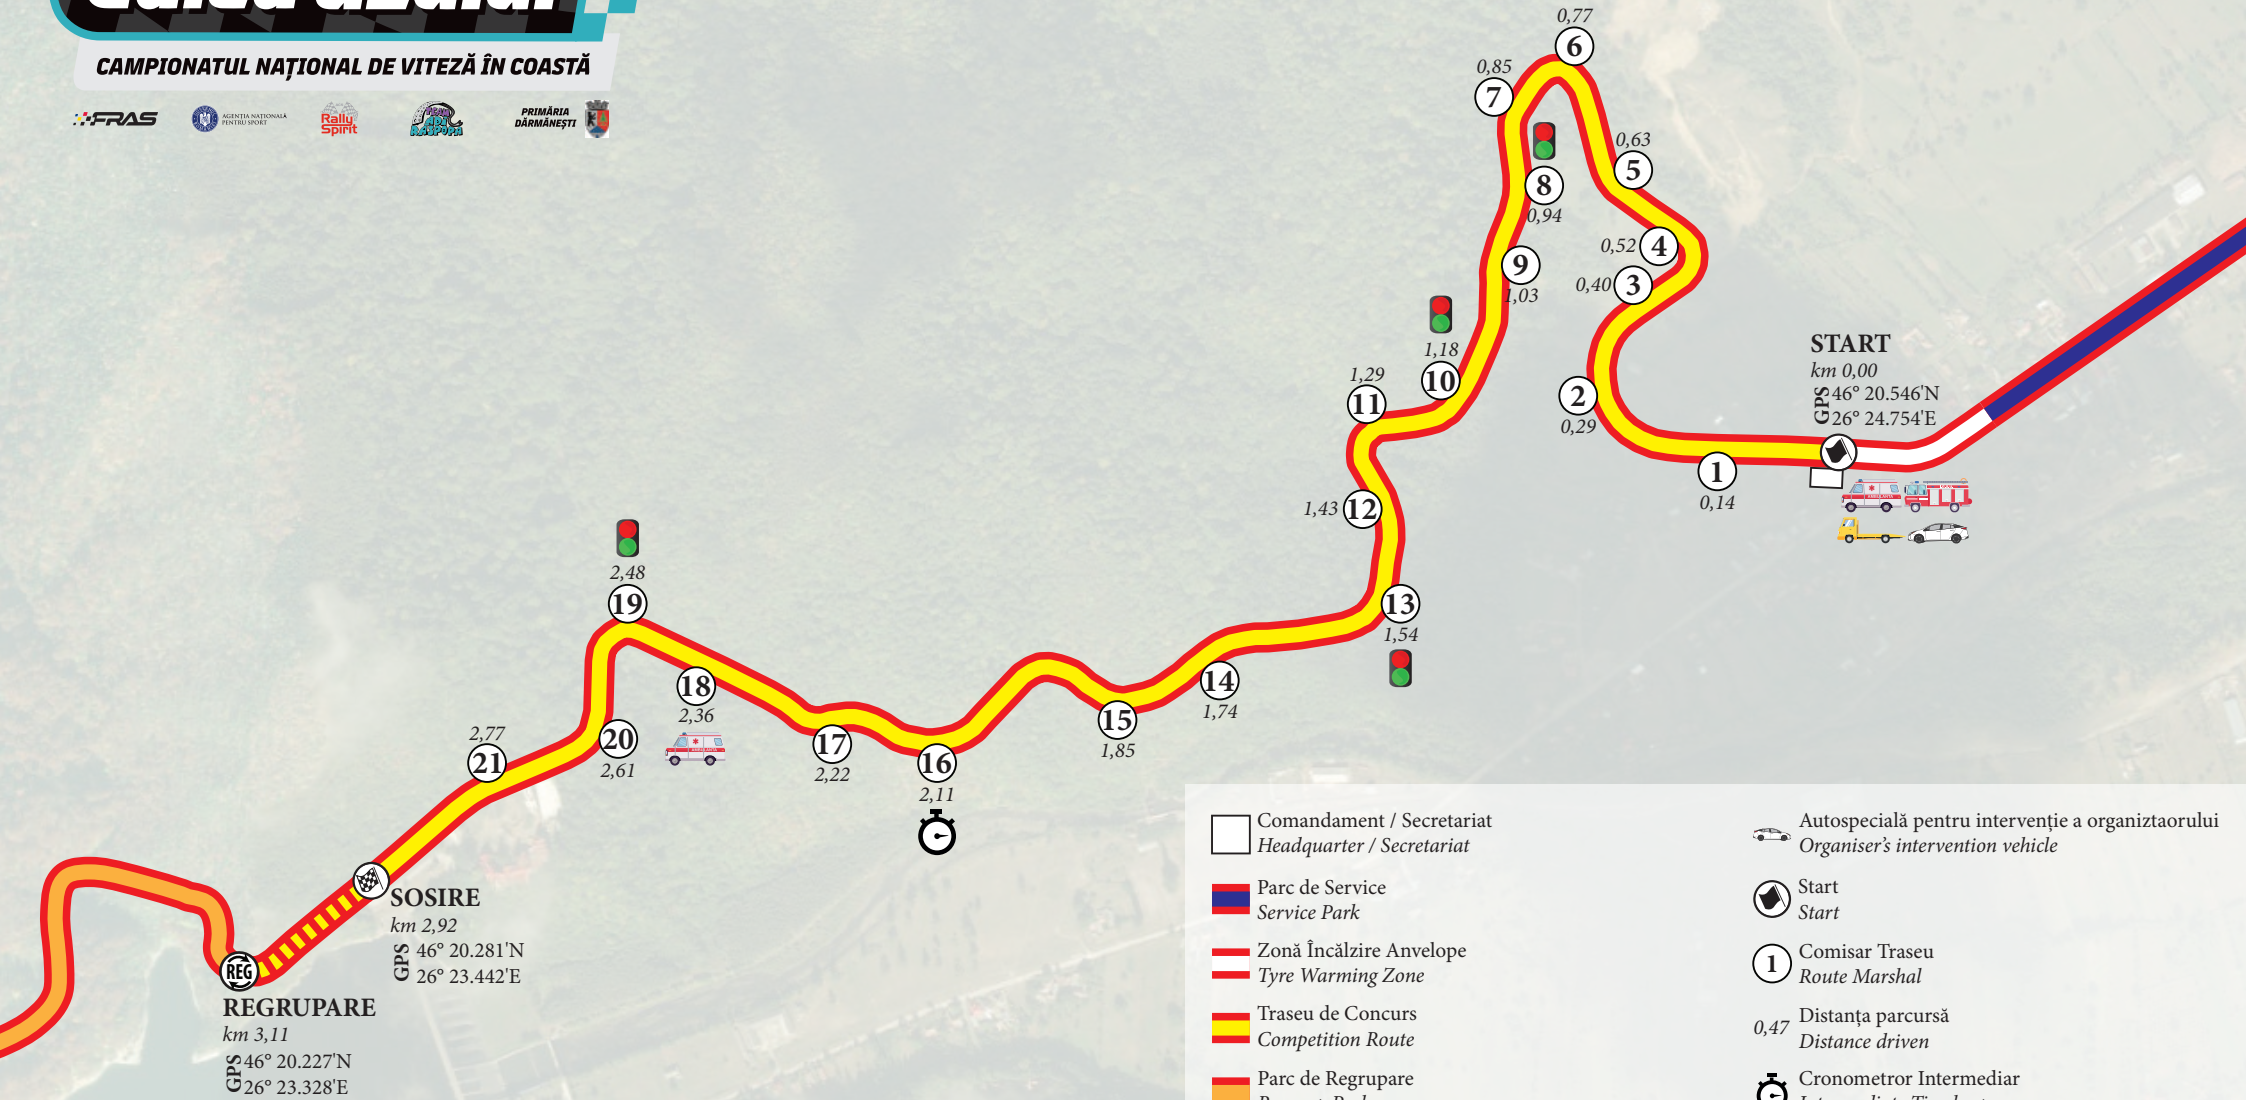 CAMPIONATUL NAȚIONAL DE VITEZĂ ÎN COASTĂ
FRAS
AGENȚIA NAȚIONALĂ
PENTRU SPORT
Rally
Spirit
PRIMĂRIA
DĂRMĂNEȘTI
0,77
6
0,85
7
0,63
5
8
0,94
0,52
4
9
1,03
0,40
3
1,18
10
1,29
11
2
0,29
START
km 0,00
GPS
46° 20.546'N
26° 24.754'E
1
0,14
1,43
12
13
1,54
2,48
19
14
1,74
15
1,85
18
2,36
17
2,22
16
2,11
20
2,61
2,77
21
SOSIRE
km 2,92
GPS
46° 20.281'N
26° 23.442'E
REG
REGRUPARE
km 3,11
GPS
46° 20.227'N
26° 23.328'E
Comandament / Secretariat
Headquarter / Secretariat
Parc de Service
Service Park
Zonă Încălzire Anvelope
Tyre Warming Zone
Traseu de Concurs
Competition Route
Parc de Regrupare
Autospecială pentru intervenție a organiztaorului
Organiser's intervention vehicle
Start
Start
1
Comisar Traseu
Route Marshal
0,47
Distanța parcursă
Distance driven
Cronometror Intermediar